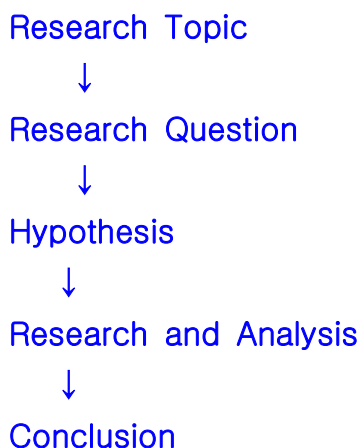 Research Topic
↓
Research Question
↓
Hypothesis
↓
Research and Analysis
↓
Conclusion